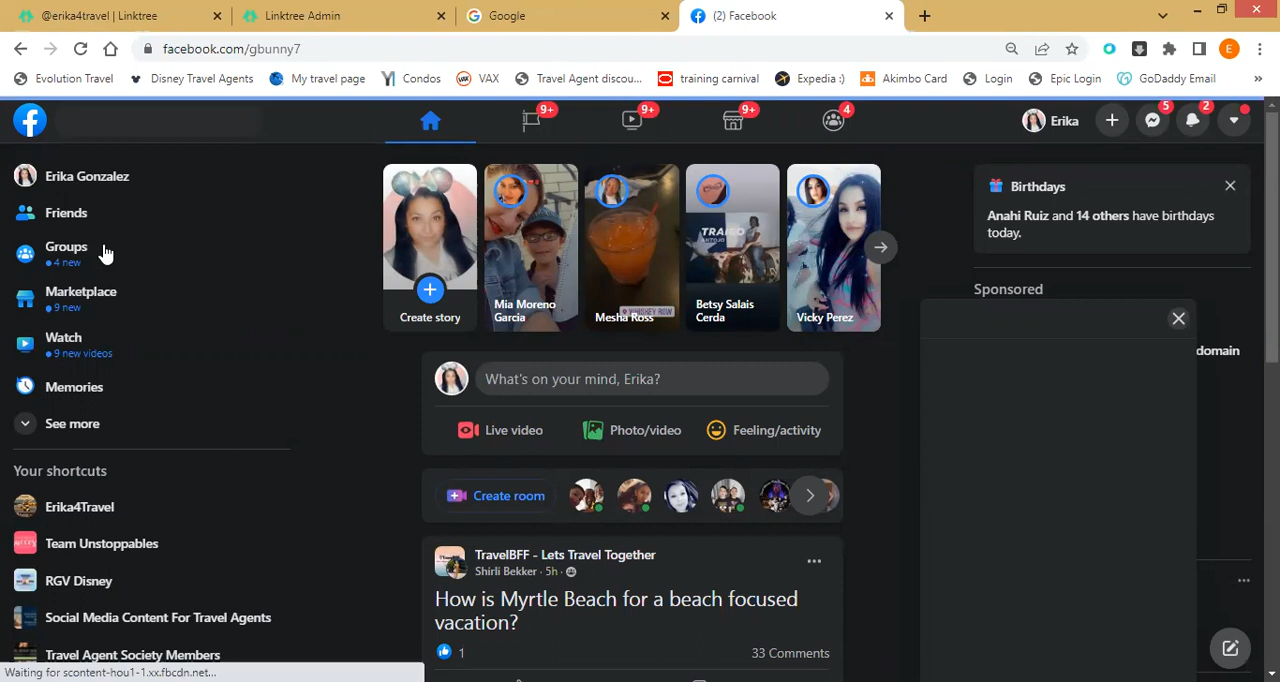 @erika4travel | Linktree
Linktree Admin
Google
(2) Facebook
facebook.com/gbunny7
E
Evolution Travel
Disney Travel Agents
My travel page
Condos
VAX
Travel Agent discou...
training carnival
Expedia :)
Akimbo Card
Login
Epic Login
GoDaddy Email
»
9+
9+
9+
4
Erika
5
2
Erika Gonzalez
Friends
Groups
4 new
Marketplace
9 new
Watch
9 new videos
Memories
See more
Your shortcuts
Erika4Travel
Team Unstoppables
RGV Disney
Social Media Content For Travel Agents
Travel Agent Society Members
Waiting for scontent-hou1-1.xx.fbcdn.net...
Create story
Mia Moreno
Garcia
WHISKEY ROW
Mesha Ross
TRAIGO
ANTOJO
Betsy Salais
Cerda
Vicky Perez
What's on your mind, Erika?
Live video
Photo/video
Feeling/activity
Create room
TravelBFF - Lets Travel Together
Shirli Bekker · 5h ·
How is Myrtle Beach for a beach focused
vacation?
1
33 Comments
Birthdays
Anahi Ruiz and 14 others have birthdays
today.
Sponsored
domain